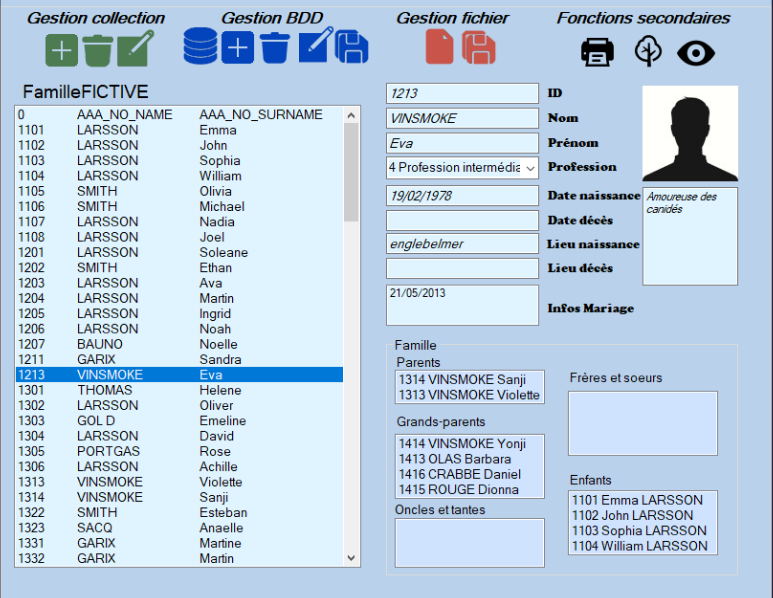 Gestion collection Gestion BDD Gestion fichier Fonctions secondaires
FamilleFICTIVE
0 AAA_NO_NAME AAA_NO_SURNAME
1101 LARSSON Emma
1102 LARSSON John
1103 LARSSON Sophia
1104 LARSSON William
1105 SMITH Olivia
1106 SMITH Michael
1107 LARSSON Nadia
1108 LARSSON Joel
1201 LARSSON Soleane
1202 SMITH Ethan
1203 LARSSON Ava
1204 LARSSON Martin
1205 LARSSON Ingrid
1206 LARSSON Noah
1207 BAUNO Noelle
1211 GARIX Sandra
1213 VINSMOKE Eva
1301 THOMAS Helene
1302 LARSSON Oliver
1303 GOL D Emeline
1304 LARSSON David
1305 PORTGAS Rose
1306 LARSSON Achille
1313 VINSMOKE Violette
1314 VINSMOKE Sanji
1322 SMITH Esteban
1323 SACQ Anaelle
1331 GARIX Martine
1332 GARIX Martin
1213 ID
VINSMOKE Nom
Eva Prénom
4 Profession intermédia Profession
19/02/1978 Date naissance
Date décès
englebelmer Lieu naissance
Lieu décès
21/05/2013 Infos Mariage
Amoureuse des
canidés
Famille
Parents
1314 VINSMOKE Sanji
1313 VINSMOKE Violette
Grands-parents
1414 VINSMOKE Yonji
1413 OLAS Barbara
1416 CRABBE Daniel
1415 ROUGE Dionna
Oncles et tantes
Frères et soeurs
Enfants
1101 Emma LARSSON
1102 John LARSSON
1103 Sophia LARSSON
1104 William LARSSON